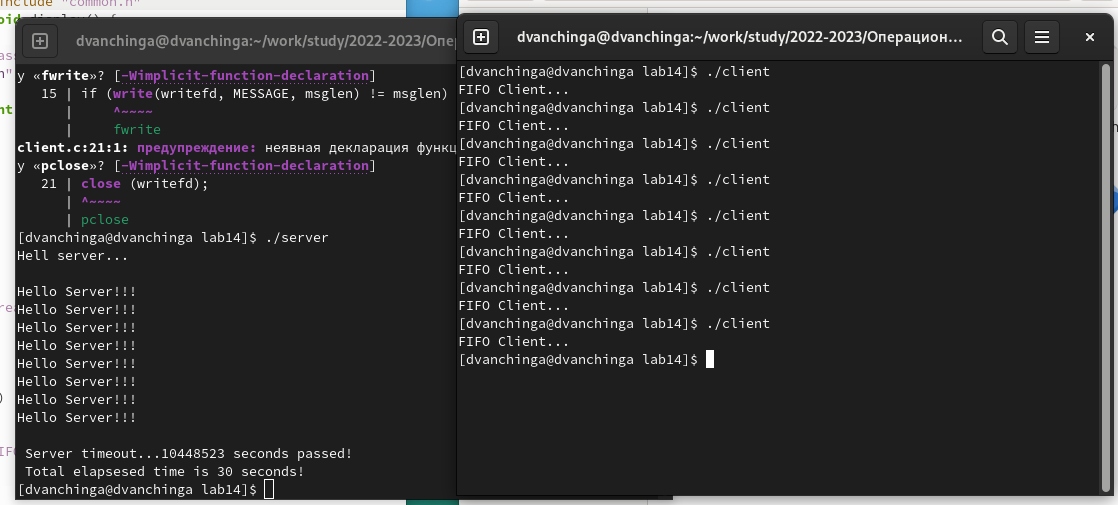 include "common.h"
dvanchinga@dvanchinga:~/work/study/2022-2023/Опе
у «fwrite»? [-Wimplicit-function-declaration]
15 | if (write(writefd, MESSAGE, msglen) != msglen)
| ^~~~~
| fwrite
client.c:21:1: предупреждение: неявная декларация функц
у «pclose»? [-Wimplicit-function-declaration]
21 | close (writefd);
| ^~~~~
| pclose
[dvanchinga@dvanchinga lab14]$ ./server
Hell server...
Hello Server!!!
Hello Server!!!
Hello Server!!!
Hello Server!!!
Hello Server!!!
Hello Server!!!
Hello Server!!!
Hello Server!!!
Server timeout...10448523 seconds passed!
Total elapsesed time is 30 seconds!
[dvanchinga@dvanchinga lab14]$
dvanchinga@dvanchinga:~/work/study/2022-2023/Операцион...
[dvanchinga@dvanchinga lab14]$ ./client
FIFO Client...
[dvanchinga@dvanchinga lab14]$ ./client
FIFO Client...
[dvanchinga@dvanchinga lab14]$ ./client
FIFO Client...
[dvanchinga@dvanchinga lab14]$ ./client
FIFO Client...
[dvanchinga@dvanchinga lab14]$ ./client
FIFO Client...
[dvanchinga@dvanchinga lab14]$ ./client
FIFO Client...
[dvanchinga@dvanchinga lab14]$ ./client
FIFO Client...
[dvanchinga@dvanchinga lab14]$ ./client
FIFO Client...
[dvanchinga@dvanchinga lab14]$